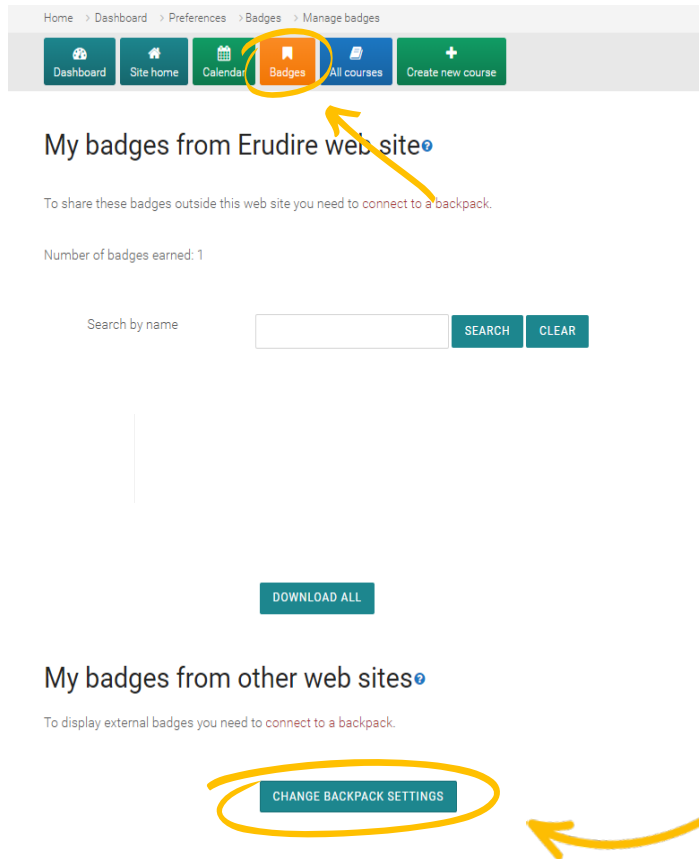 Home > Dashboard > Preferences > Badges > Manage badges
Dashboard Site home Calendar Badges All courses Create new course
My badges from Erudire web site
To share these badges outside this web site you need to connect to a backpack.
Number of badges earned: 1
Search by name SEARCH CLEAR
DOWNLOAD ALL
My badges from other web sites
To display external badges you need to connect to a backpack.
CHANGE BACKPACK SETTINGS